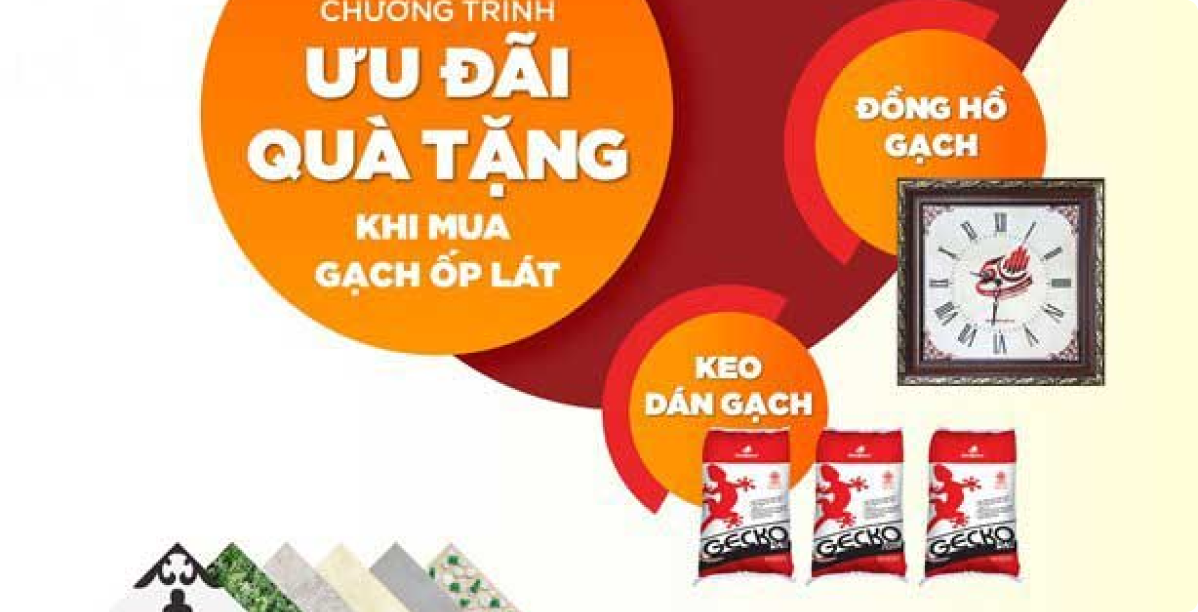 CHƯƠNG TRÌNH
ƯU ĐÃI
QUÀ TẶNG
KHI MUA
GẠCH ỐP LÁT
ĐỒNG HỒ
GẠCH
KEO
DÁN GẠCH
XII
GECKO
GECKO
GECKO